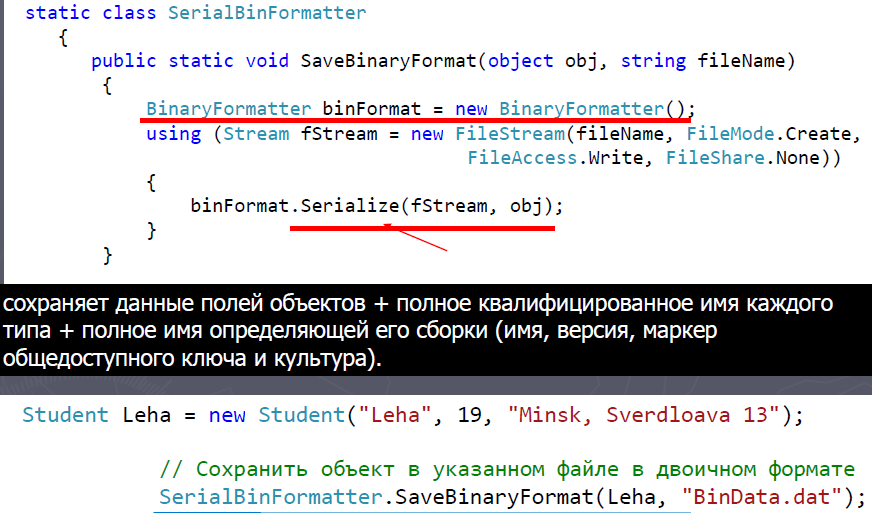 static class SerialBinFormatter
{
public static void SaveBinaryFormat(object obj, string fileName)
{
BinaryFormatter binFormat = new BinaryFormatter();
using (Stream fStream = new FileStream(fileName, FileMode.Create,
FileAccess.Write, FileShare.None))
{
binFormat.Serialize(fStream, obj);
}
}
сохраняет данные полей объектов + полное квалифицированное имя каждого
типа + полное имя определяющей его сборки (имя, версия, маркер
общедоступного ключа и культура).
Student Leha = new Student("Leha", 19, "Minsk, Sverdloava 13");
// Сохранить объект в указанном файле в двоичном формате
SerialBinFormatter.SaveBinaryFormat(Leha, "BinData.dat");